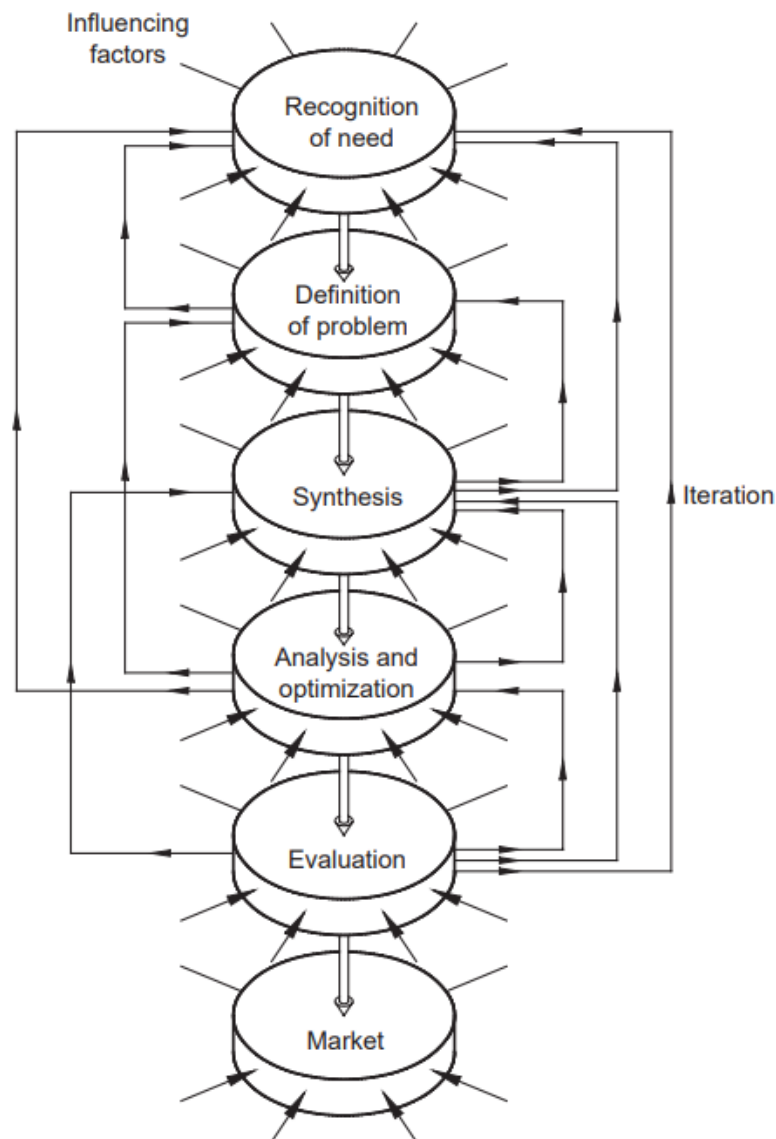 Influencing
factors
Recognition
of need
Definition
of problem
Synthesis
Iteration
Analysis and
optimization
Evaluation
Market